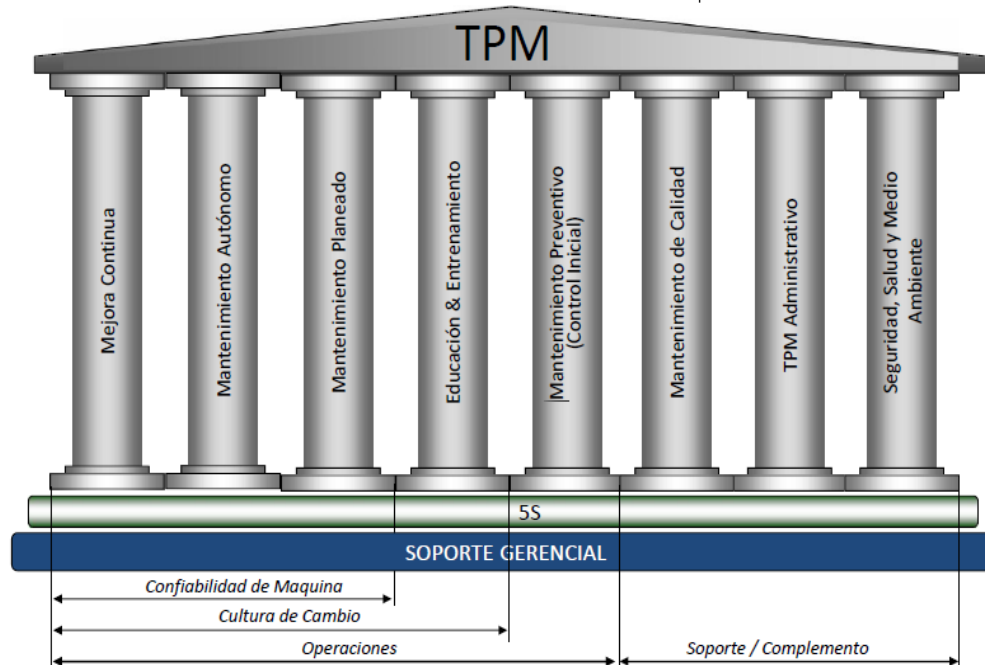 TPM
Mejora Continua
Mantenimiento Autónomo
Mantenimiento Planeado
Educación & Entrenamiento
Mantenimiento Preventivo
(Control Inicial)
Mantenimiento de Calidad
TPM Administrativo
Seguridad, Salud y Medio
Ambiente
5S
SOPORTE GERENCIAL
Confiabilidad de Maquina
Cultura de Cambio
Operaciones
Soporte / Complemento